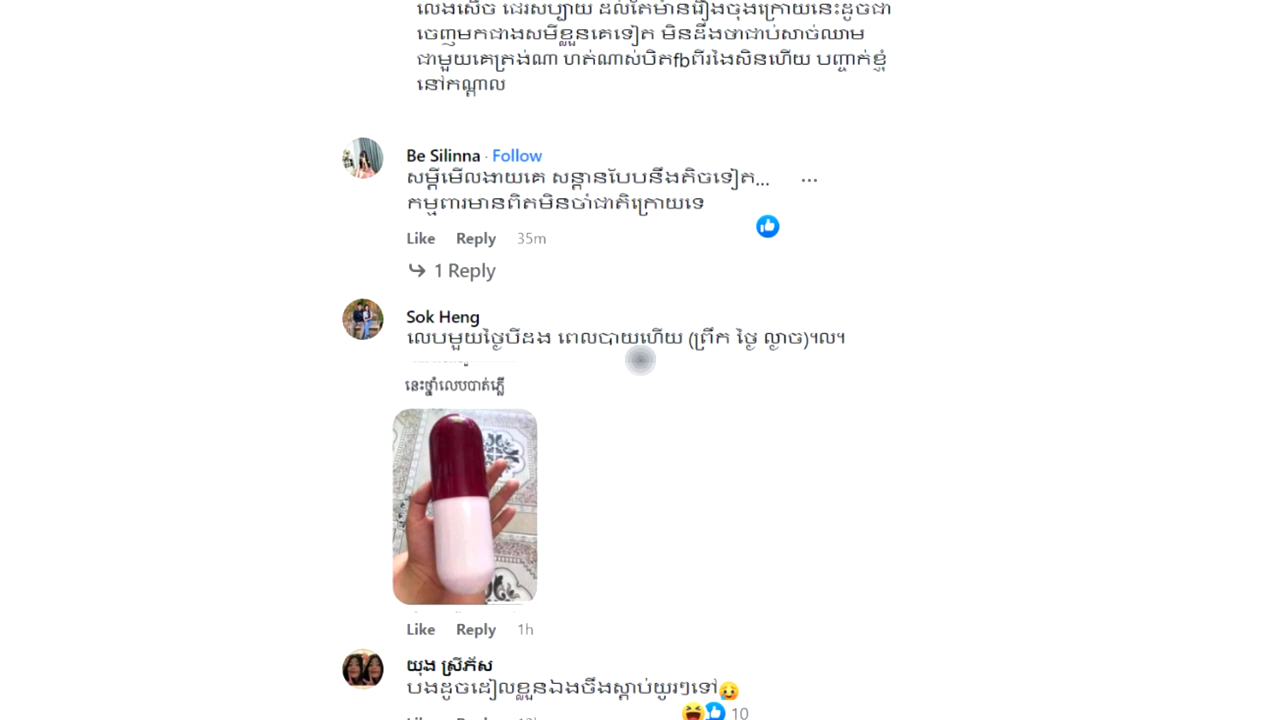 លេងសើច ជេរសប្បាយ ដល់តែមានរឿងចុងក្រោយនេះដូចជា
ចេញមកជាងសមីខ្លួនគេទៀត មិនដឹងថាជាប់សាច់ឈាម
ជាមួយគេត្រង់ណា ហត់ណាស់បិតfbពីរងៃសិនហើយ បញ្ចាក់ខ្ញុំ
នៅកណ្ដាល
Be Silinna · Follow
សម្ដីមើលងាយគេ សន្ដានបែបនឹងតិចទៀត... ...
កម្មពារមានពិតមិនចាំជាតិក្រោយទេ
Like Reply 35m
1 Reply
Sok Heng
លេបមួយថ្ងៃបីដង ពេលបាយហើយ (ព្រឹក ថ្ងៃ ល្ងាច)។ល។
នេះថ្នាំលេបបាត់ភ្លើ
Like Reply 1h
យុង ស្រីភ័ស
បងដូចដៀលខ្លួនឯងចឹងស្ដាប់យូរៗទៅ
10